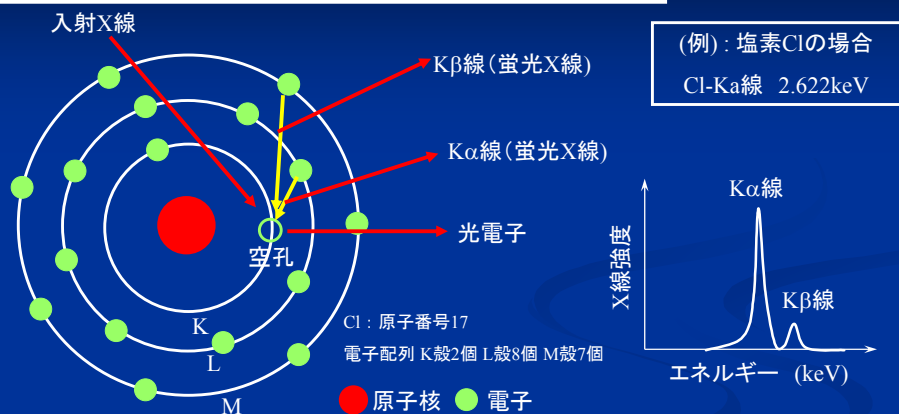 入射X線
Kβ線(蛍光X線)
(例) : 塩素Clの場合
Cl-Ka線 2.622keV
Kα線(蛍光X線)
光電子
空孔
K
L
M
Cl : 原子番号17
電子配列 K殻2個 L殻8個 M殻7個
原子核
電子
Kα線
Kβ線
X線強度
エネルギー (keV)